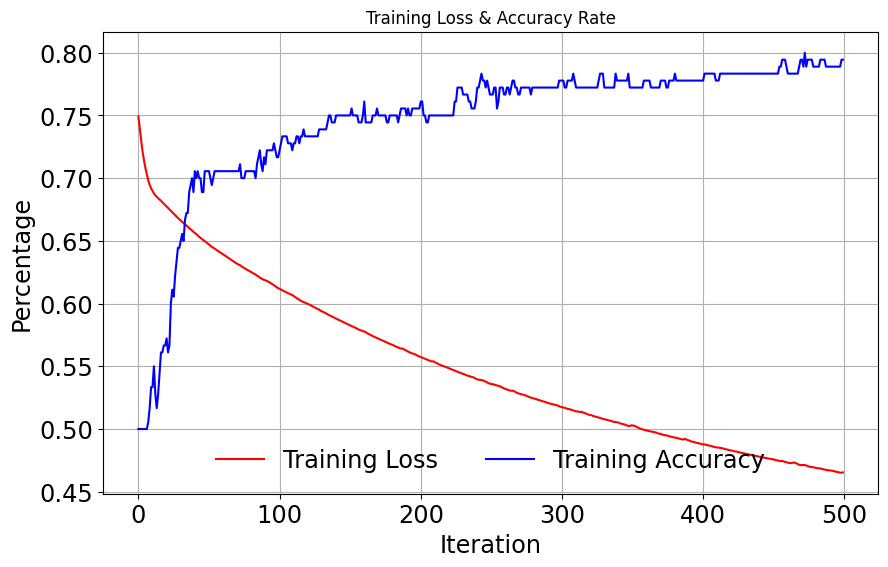 Training Loss & Accuracy Rate
0.80
0.75
0.70
0.65
0.60
0.55
0.50
0.45
Percentage
Training Loss Training Accuracy
0 100 200 300 400 500
Iteration